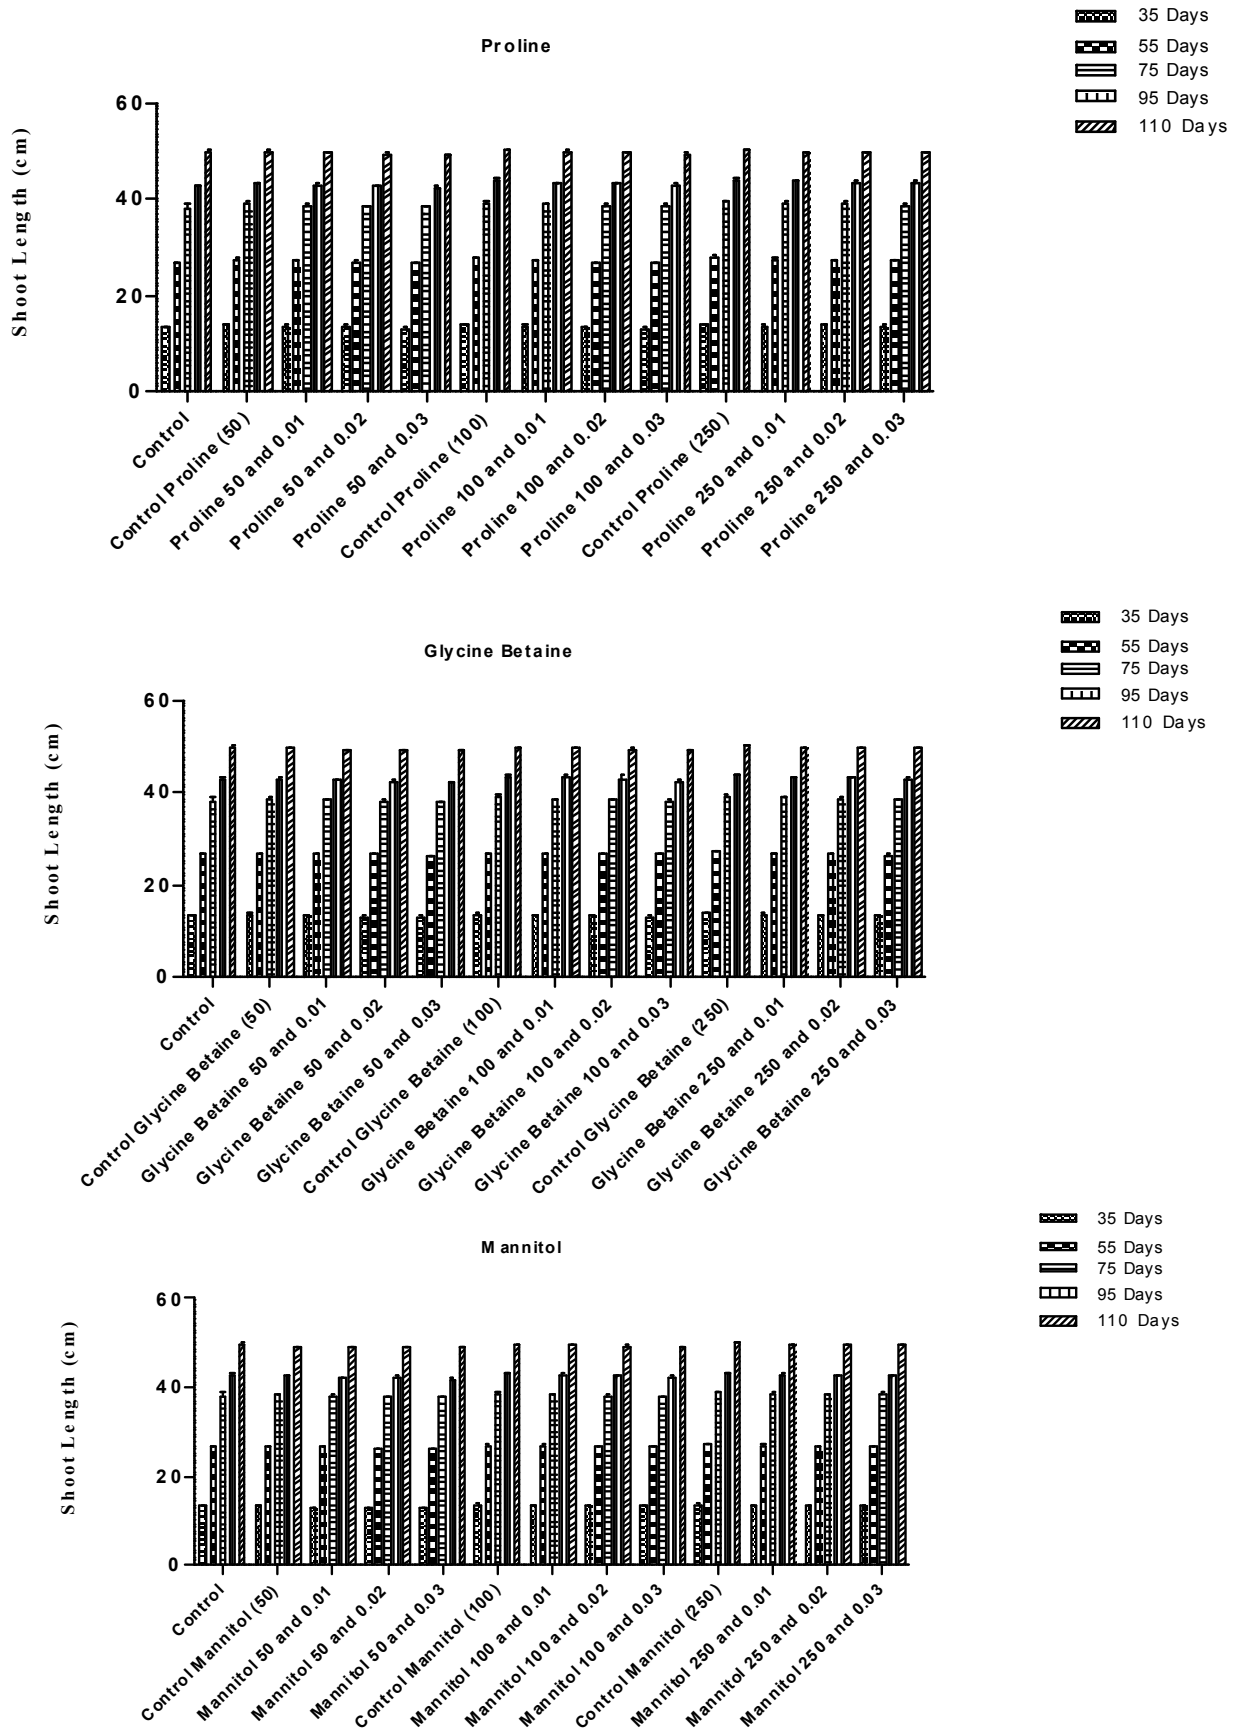 Proline
35 Days
55 Days
75 Days
95 Days
110 Days
Shoot Length (cm)
60
40
20
0
Control
Control Proline (50)
Proline 50 and 0.01
Proline 50 and 0.02
Proline 50 and 0.03
Control Proline (100)
Proline 100 and 0.01
Proline 100 and 0.02
Proline 100 and 0.03
Control Proline (250)
Proline 250 and 0.01
Proline 250 and 0.02
Proline 250 and 0.03
Glycine Betaine
35 Days
55 Days
75 Days
95 Days
110 Days
Shoot Length (cm)
60
40
20
0
Control
Control Glycine Betaine (50)
Glycine Betaine 50 and 0.01
Glycine Betaine 50 and 0.02
Glycine Betaine 50 and 0.03
Control Glycine Betaine (100)
Glycine Betaine 100 and 0.01
Glycine Betaine 100 and 0.02
Glycine Betaine 100 and 0.03
Control Glycine Betaine (250)
Glycine Betaine 250 and 0.01
Glycine Betaine 250 and 0.02
Glycine Betaine 250 and 0.03
Mannitol
35 Days
55 Days
75 Days
95 Days
110 Days
Shoot Length (cm)
60
40
20
0
Control
Control Mannitol (50)
Mannitol 50 and 0.01
Mannitol 50 and 0.02
Mannitol 50 and 0.03
Control Mannitol (100)
Mannitol 100 and 0.01
Mannitol 100 and 0.02
Mannitol 100 and 0.03
Control Mannitol (250)
Mannitol 250 and 0.01
Mannitol 250 and 0.02
Mannitol 250 and 0.03